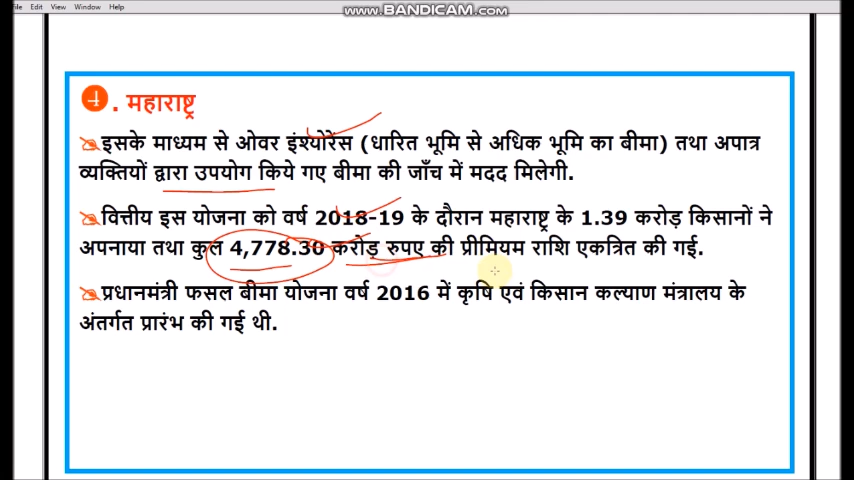 File Edit View Window Help
www.BANDICAM.com
4. महाराष्ट्र
इसके माध्यम से ओवर इंश्योरेंस (धारित भूमि से अधिक भूमि का बीमा) तथा अपात्र
व्यक्तियों द्वारा उपयोग किये गए बीमा की जाँच में मदद मिलेगी.
वित्तीय इस योजना को वर्ष 2018-19 के दौरान महाराष्ट्र के 1.39 करोड़ किसानों ने
अपनाया तथा कुल 4,778.30 करोड़ रुपए की प्रीमियम राशि एकत्रित की गई.
प्रधानमंत्री फसल बीमा योजना वर्ष 2016 में कृषि एवं किसान कल्याण मंत्रालय के
अंतर्गत प्रारंभ की गई थी.